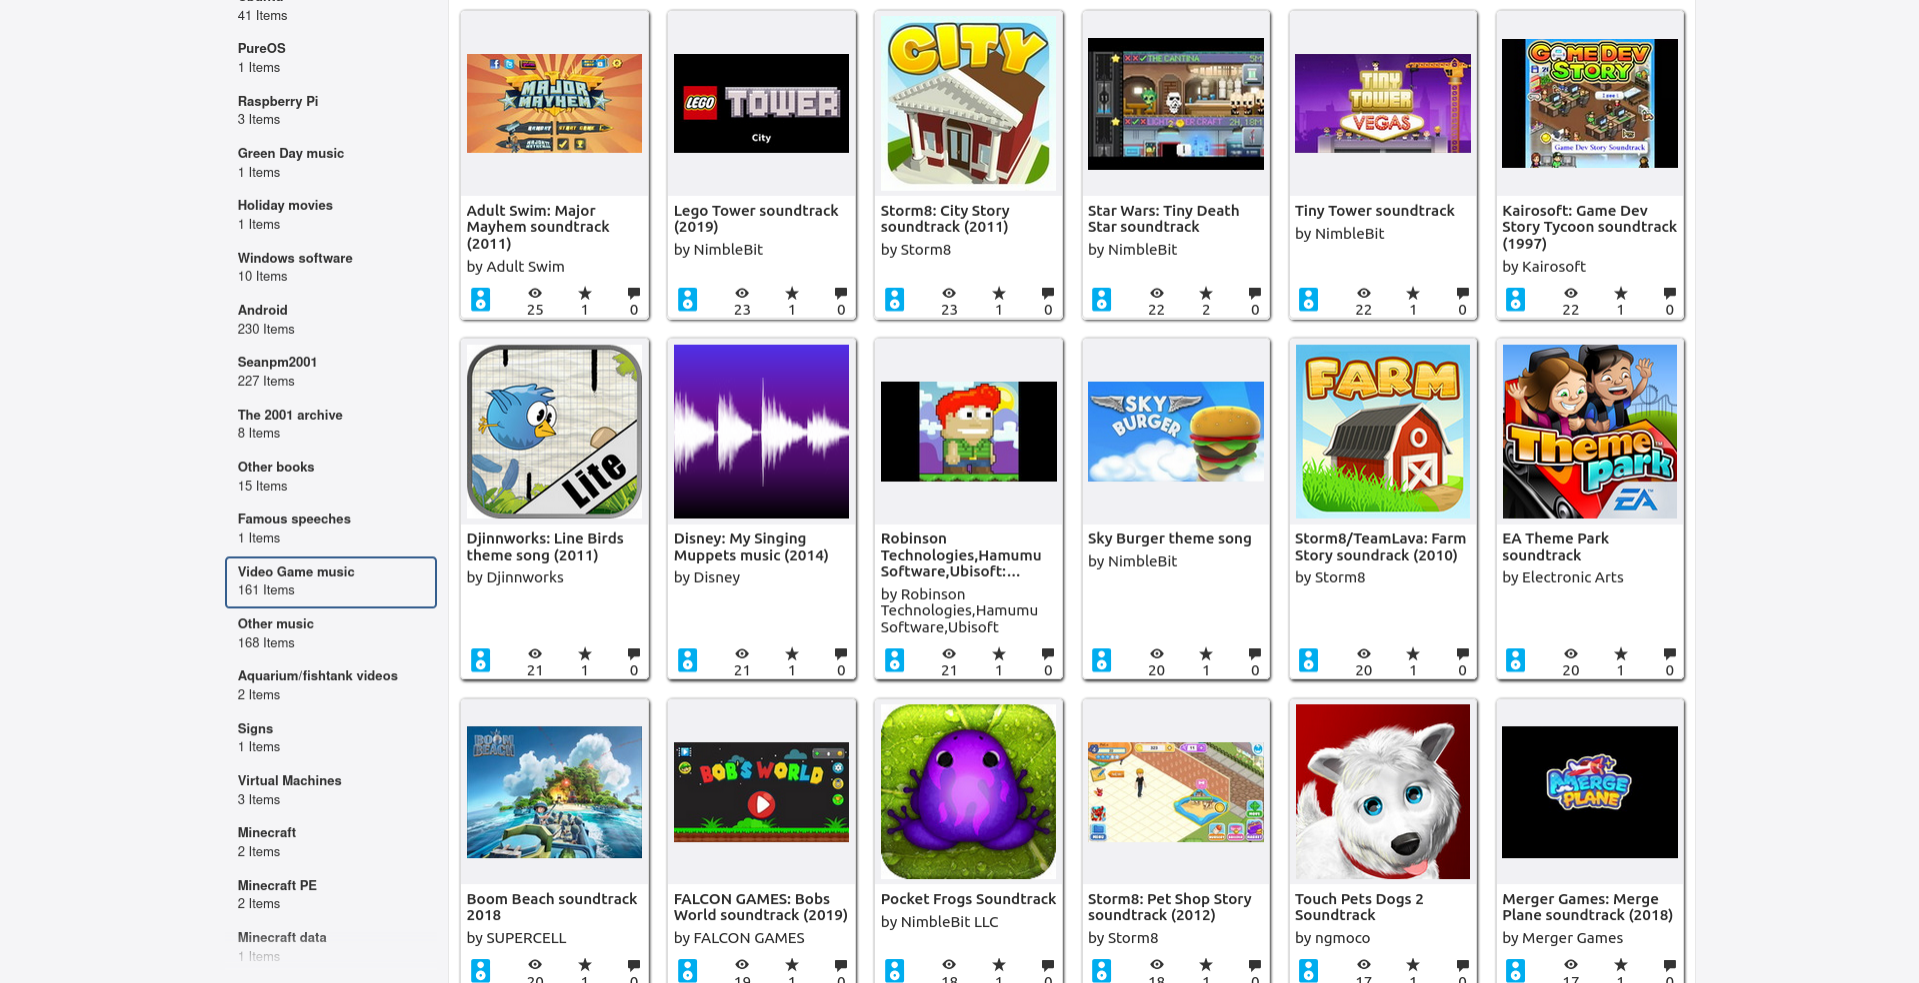 41 Items
PureOS
1 Items
Raspberry Pi
3 Items
Green Day music
1 Items
Holiday movies
1 Items
Windows software
10 Items
Android
230 Items
Seanpm2001
227 Items
The 2001 archive
8 Items
Other books
15 Items
Famous speeches
1 Items
Video Game music
161 Items
Other music
168 Items
Aquarium/fishtank videos
2 Items
Signs
1 Items
Virtual Machines
3 Items
Minecraft
2 Items
Minecraft PE
2 Items
Minecraft data
1 Items
MAJOR
MAYHEM
Adult Swim: Major
Mayhem soundtrack
(2011)
by Adult Swim
25 1 0
LEGO TOWER
City
Lego Tower soundtrack
(2019)
by NimbleBit
23 1 0
CITY
Storm8: City Story
soundtrack (2011)
by Storm8
23 1 0
THE CANTINA 5M
2H, 18M
Star Wars: Tiny Death
Star soundtrack
by NimbleBit
22 2 0
TINY
TOWER
VEGAS
Tiny Tower soundtrack
by NimbleBit
22 1 0
GAME DEV
STORY
Game Dev Story Soundtrack
Kairosoft: Game Dev
Story Tycoon soundtrack
(1997)
by Kairosoft
22 1 0
Lite
Djinnworks: Line Birds
theme song (2011)
by Djinnworks
21 1 0
Disney: My Singing
Muppets music (2014)
by Disney
21 1 0
Robinson
Technologies,Hamumu
Software,Ubisoft:...
by Robinson
Technologies,Hamumu
Software,Ubisoft
21 1 0
SKY
BURGER
Sky Burger theme song
by NimbleBit
20 1 0
FARM
Storm8/TeamLava: Farm
Story soundrack (2010)
by Storm8
20 1 0
Theme
park
EA
EA Theme Park
soundtrack
by Electronic Arts
20 1 0
BOOM
BEACH
Boom Beach soundtrack
2018
by SUPERCELL
20 1 0
BOB'S WORLD
FALCON GAMES: Bobs
World soundtrack (2019)
by FALCON GAMES
19 1 0
Pocket Frogs Soundtrack
by NimbleBit LLC
18 1 0
Storm8: Pet Shop Story
soundtrack (2012)
by Storm8
18 1 0
Touch Pets Dogs 2
Soundtrack
by ngmoco
17 1 0
MERGE
PLANE
Merger Games: Merge
Plane soundtrack (2018)
by Merger Games
17 1 0